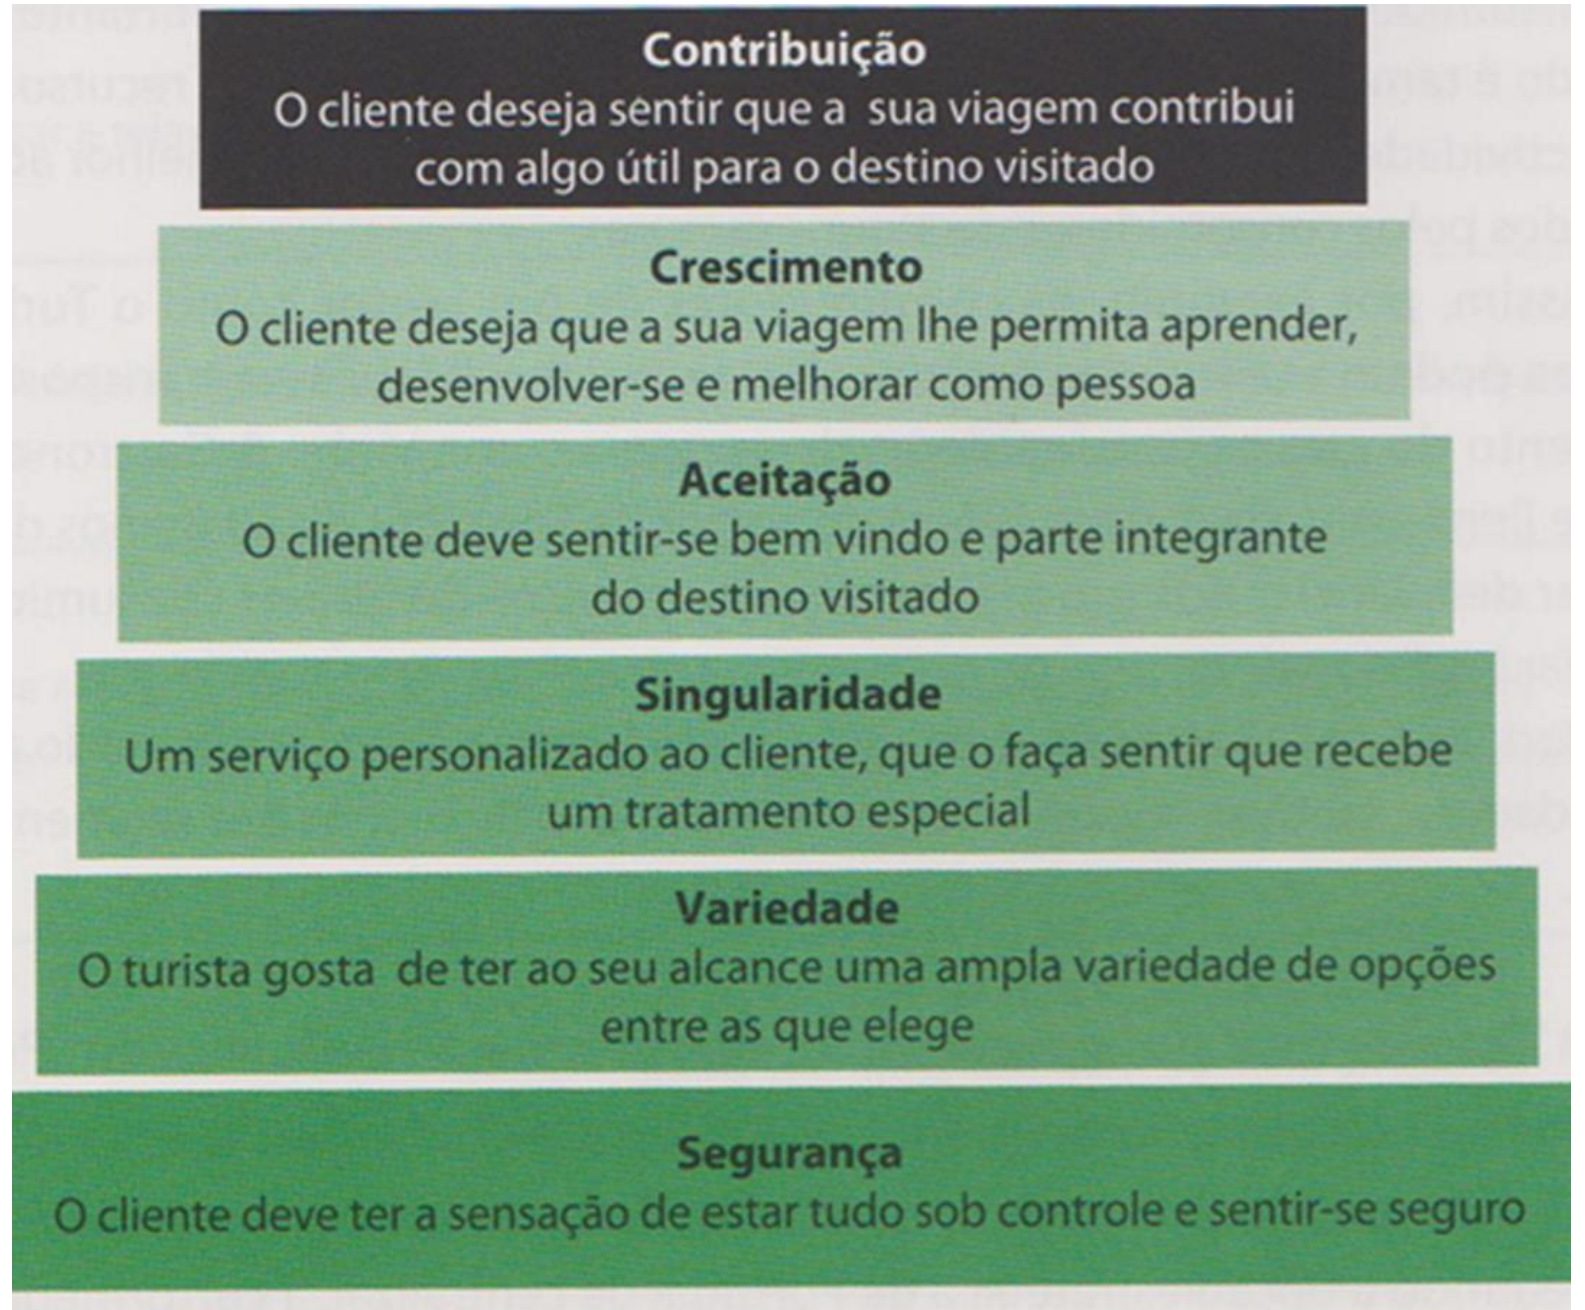 Contribuição
O cliente deseja sentir que a sua viagem contribui
com algo útil para o destino visitado
Crescimento
O cliente deseja que a sua viagem lhe permita aprender,
desenvolver-se e melhorar como pessoa
Aceitação
O cliente deve sentir-se bem vindo e parte integrante
do destino visitado
Singularidade
Um serviço personalizado ao cliente, que o faça sentir que recebe
um tratamento especial
Variedade
O turista gosta de ter ao seu alcance uma ampla variedade de opções
entre as que elege
Segurança
O cliente deve ter a sensação de estar tudo sob controle e sentir-se seguro